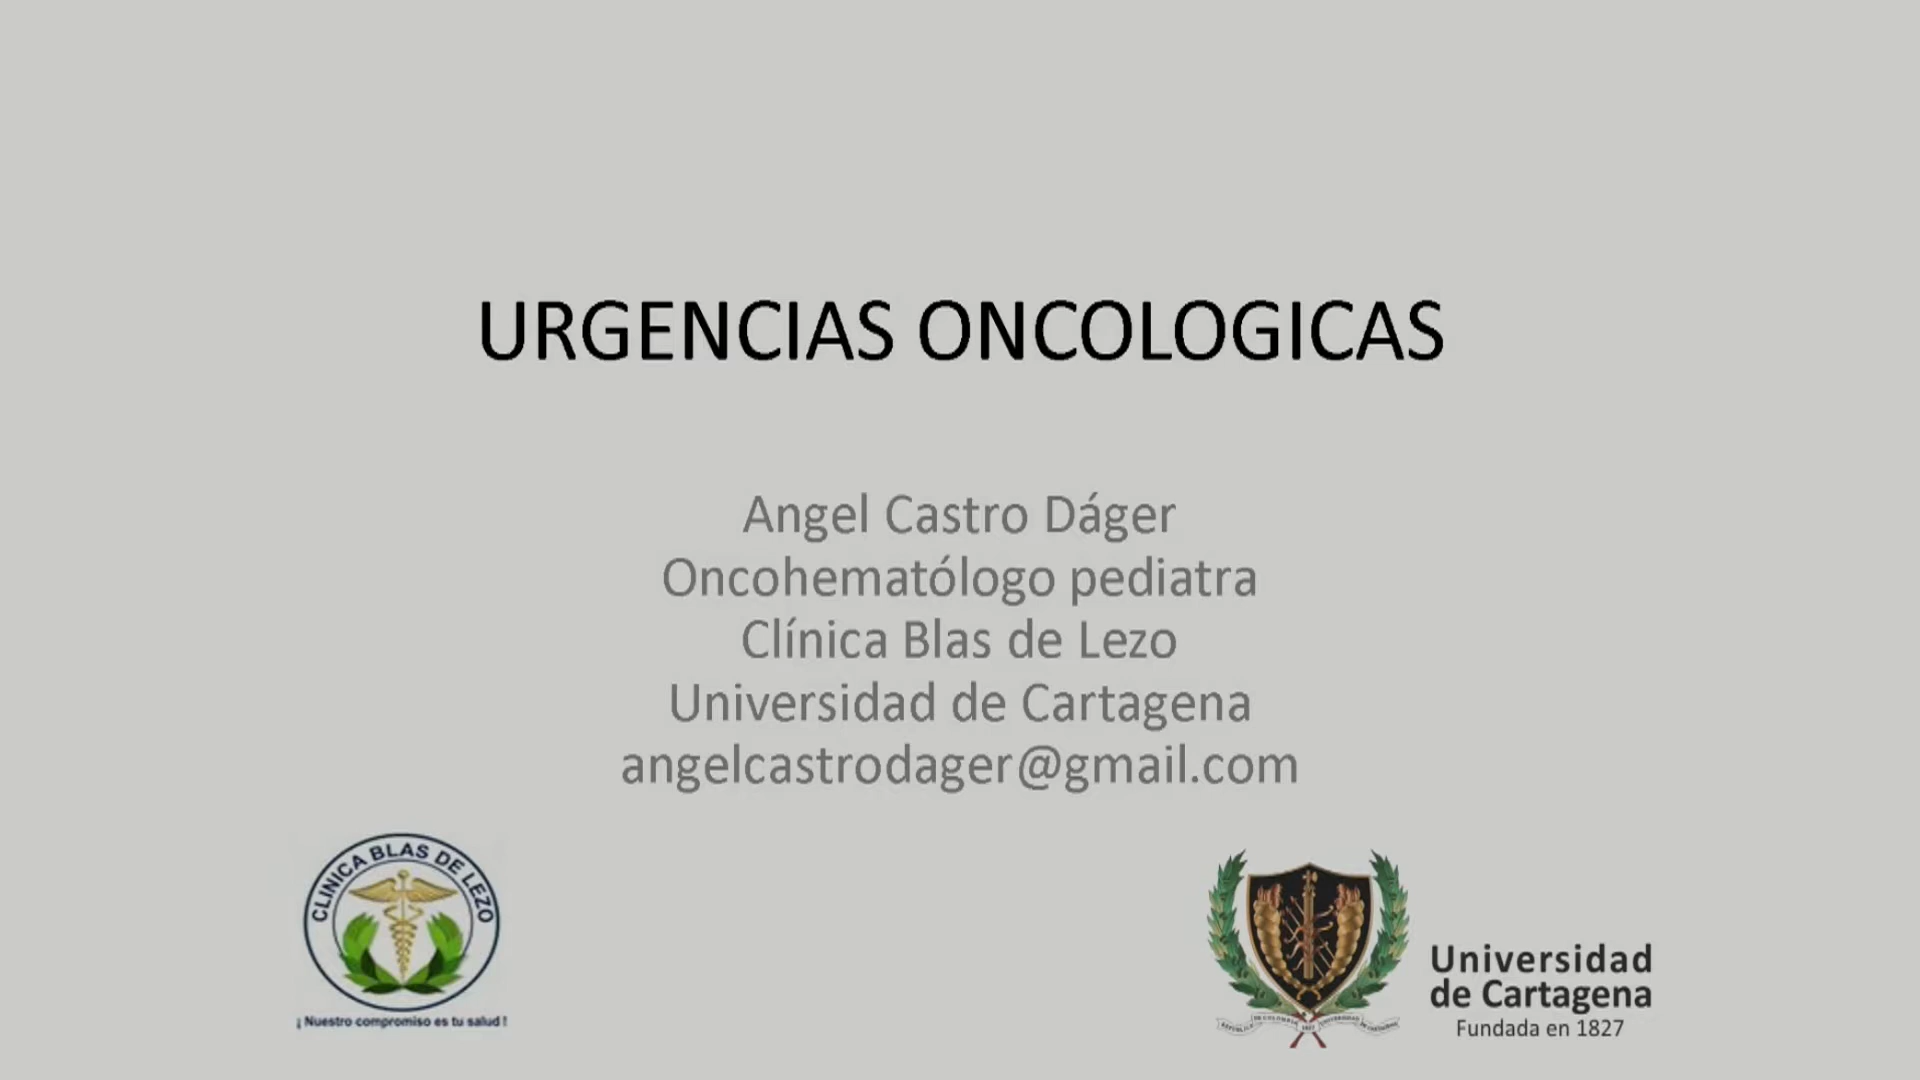 URGENCIAS ONCOLOGICAS
Angel Castro Dáger
Oncohematólogo pediatra
Clínica Blas de Lezo
Universidad de Cartagena
angelcastrodager@gmail.com
CLINICA BLAS DE LEZO
¡ Nuestro compromiso es tu salud !
Universidad
de Cartagena
Fundada en 1827